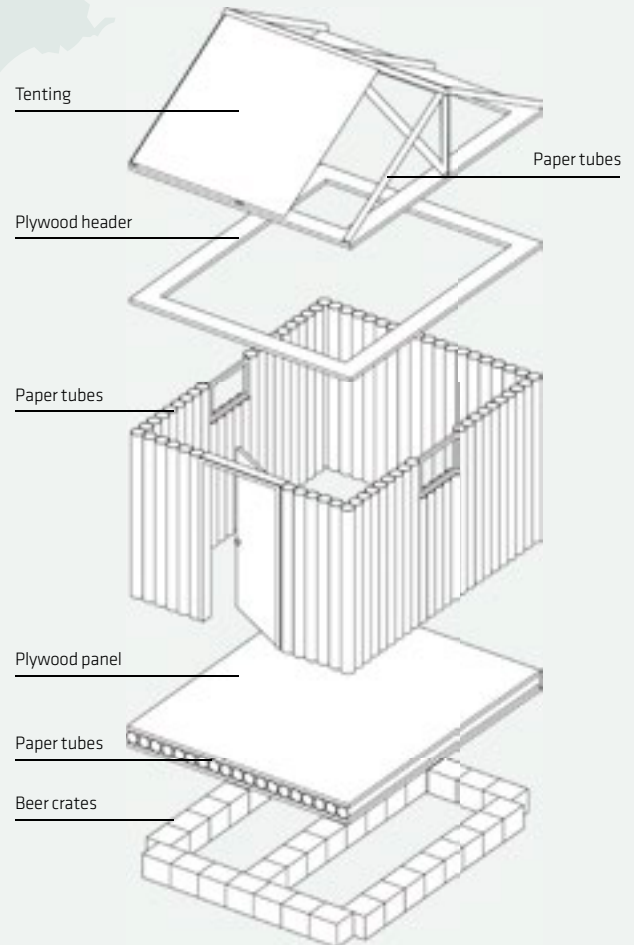 Tenting
Paper tubes
Plywood header
Paper tubes
Plywood panel
Paper tubes
Beer crates